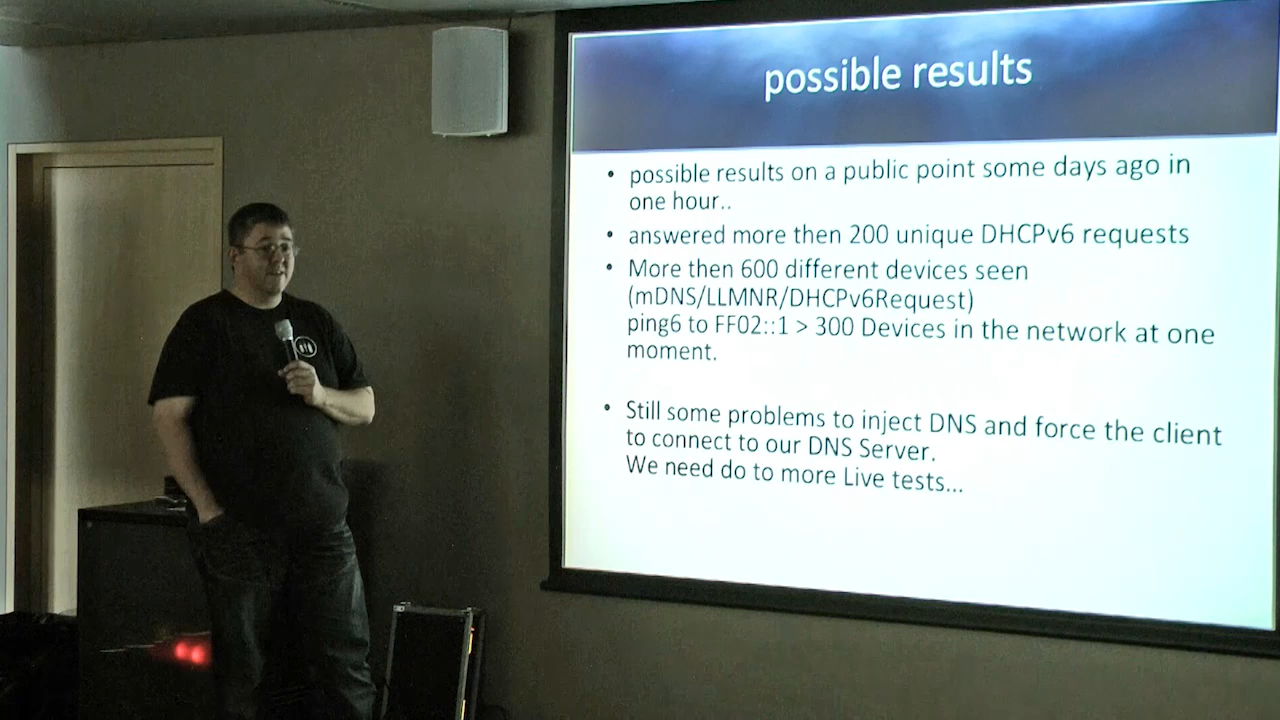 possible results
• possible results on a public point some days ago in
one hour..
• answered more then 200 unique DHCPv6 requests
• More then 600 different devices seen
(mDNS/LLMNR/DHCPv6Request)
ping6 to FF02::1 > 300 Devices in the network at one
moment.
• Still some problems to inject DNS and force the client
to connect to our DNS Server.
We need do to more Live tests...